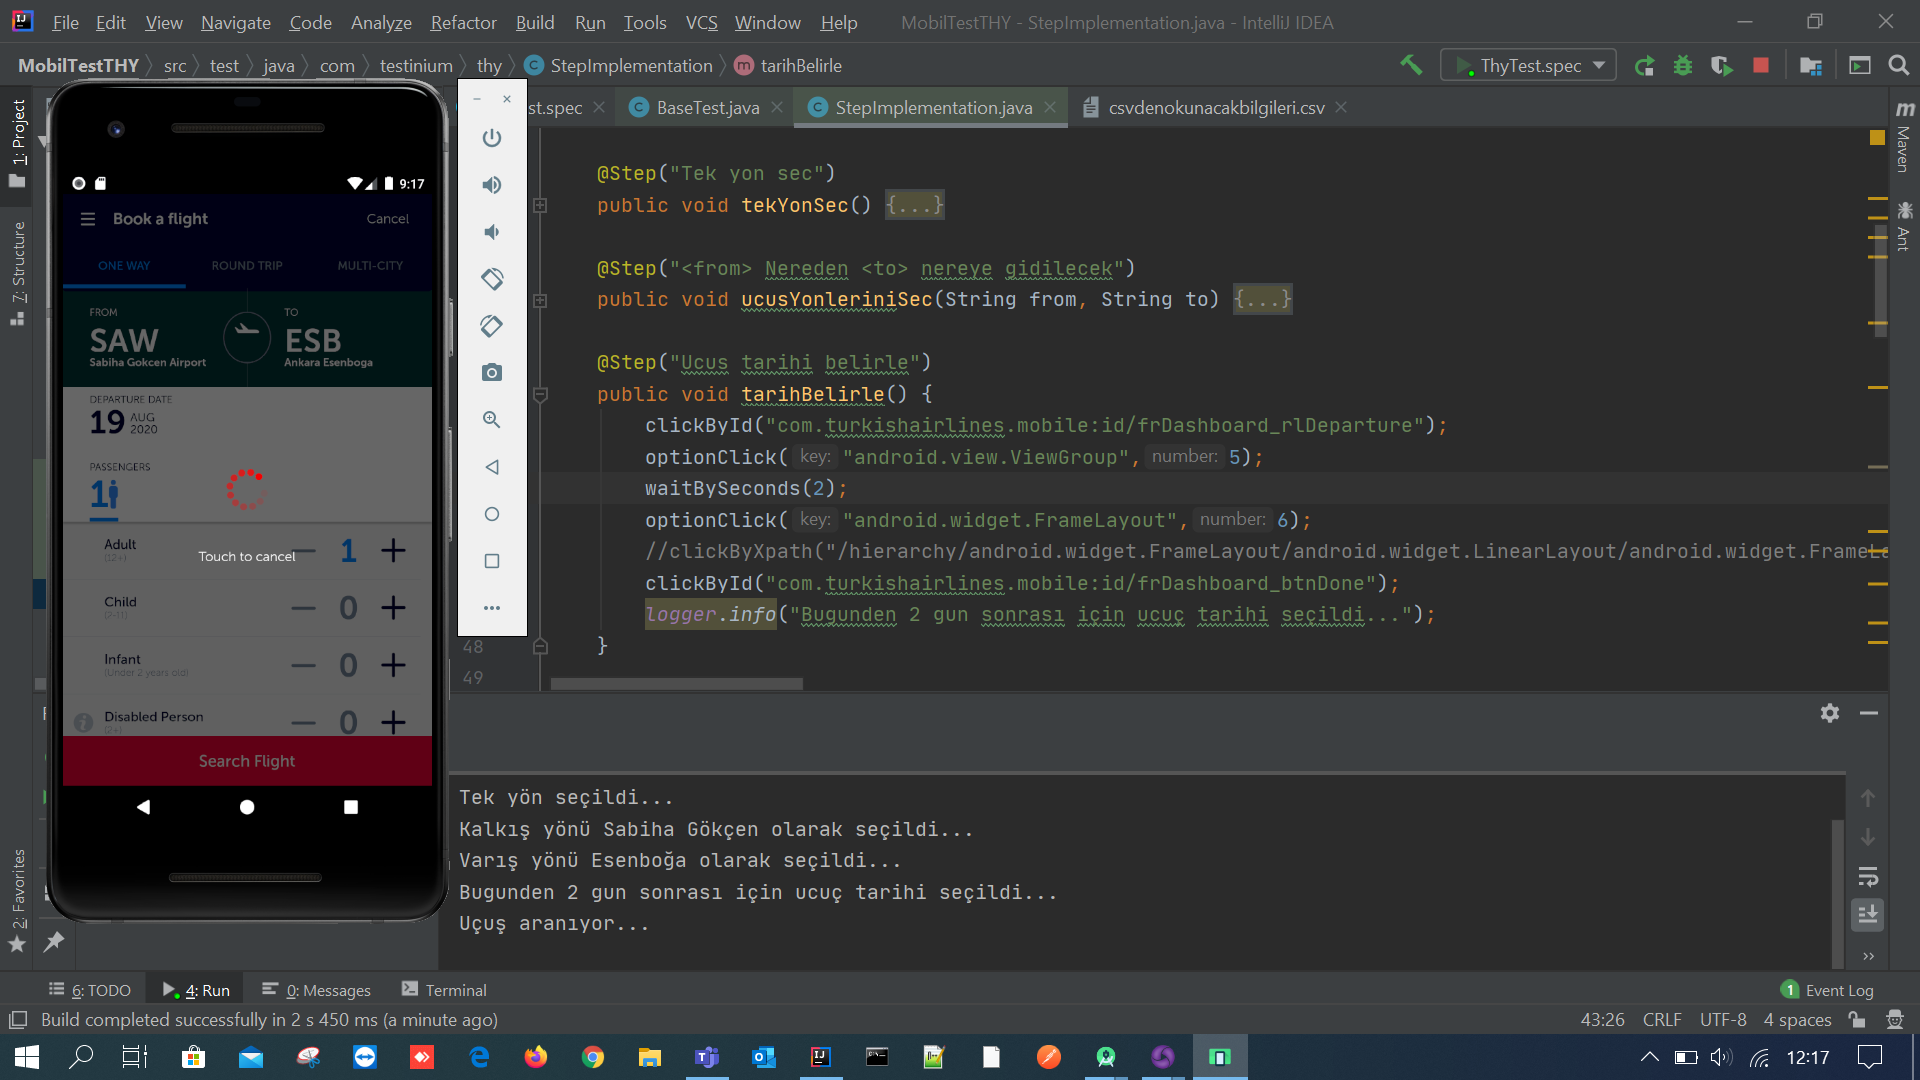 File Edit View Navigate Code Analyze Refactor Build Run Tools VCS Window Help MobilTestTHY - StepImplementation.java - IntelliJ IDEA
MobilTestTHY src test java com testinium thy StepImplementation tarihBelirle ThyTest.spec
st.spec BaseTest.java StepImplementation.java csvdenokunacakbilgileri.csv
1: Project
7: Structure
2: Favorites
Maven
Ant
9:17
Book a flight Cancel
ONE WAY ROUND TRIP MULTI-CITY
FROM TO
SAW ESB
Sabiha Gokcen Airport Ankara Esenboga
DEPARTURE DATE
19 AUG 2020
PASSENGERS
1
Adult
(12+)
1
Touch to cancel
Child
(2-11)
0
Infant
(Under 2 years old)
0
Disabled Person
(2+)
0
Search Flight
@Step("Tek yon sec")
public void tekYonSec() {...}
@Step("<from> Nereden <to> nereye gidilecek")
public void ucusYonleriniSec(String from, String to) {...}
@Step("Ucus tarihi belirle")
public void tarihBelirle() {
clickById("com.turkishairlines.mobile:id/frDashboard_rlDeparture");
optionClick( key: "android.view.ViewGroup", number: 5);
waitBySeconds(2);
optionClick( key: "android.widget.FrameLayout", number: 6);
//clickByXpath("/hierarchy/android.widget.FrameLayout/android.widget.LinearLayout/android.widget.FrameLa
clickById("com.turkishairlines.mobile:id/frDashboard_btnDone");
logger.info("Bugunden 2 gun sonrası için ucuç tarihi seçildi...");
48 }
49
Tek yön seçildi...
Kalkış yönü Sabiha Gökçen olarak seçildi...
Varış yönü Esenboğa olarak seçildi...
Bugunden 2 gun sonrası için ucuç tarihi seçildi...
Uçuş aranıyor...
6: TODO 4: Run 0: Messages Terminal 1 Event Log
Build completed successfully in 2 s 450 ms (a minute ago) 43:26 CRLF UTF-8 4 spaces
12:17